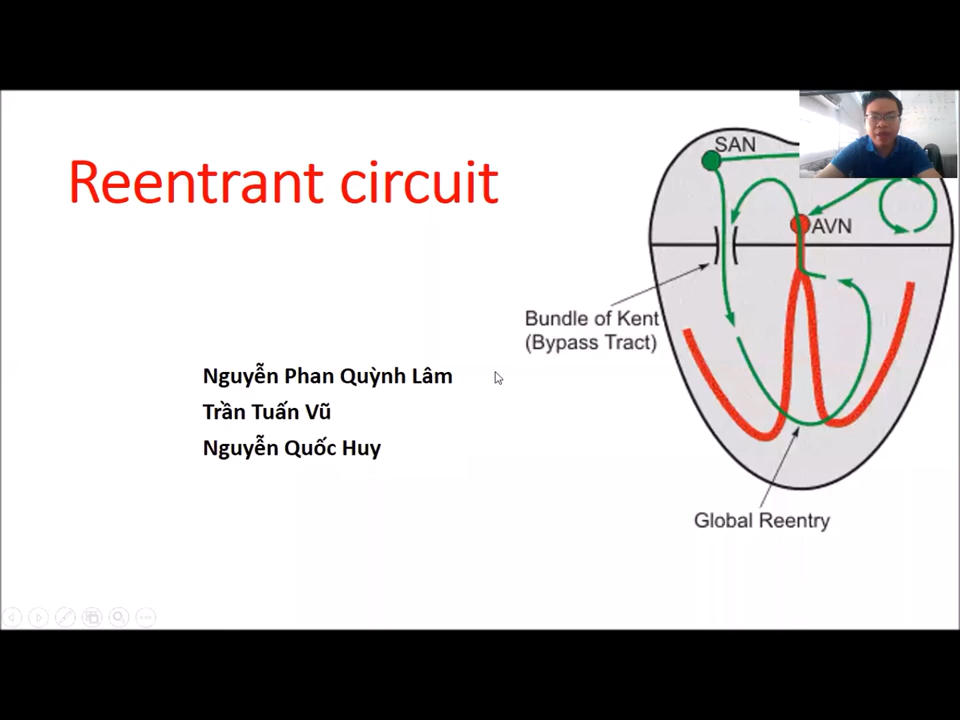 Reentrant circuit
SAN
AVN
Bundle of Kent
(Bypass Tract)
Nguyễn Phan Quỳnh Lâm
Trần Tuấn Vũ
Nguyễn Quốc Huy
Global Reentry